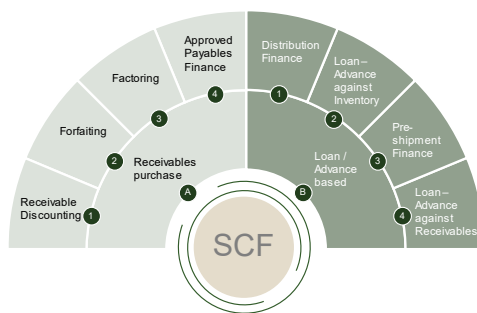 Approved
Payables
Finance
4
Factoring
3
Forfaiting
2
Receivable
Discounting
1
Receivables
purchase
A
Distribution
Finance
1
Loan–
Advance
against
Inventory
2
Pre-
shipment
Finance
3
Loan–
Advance
against
Receivables
4
Loan /
Advance
based
B
SCF